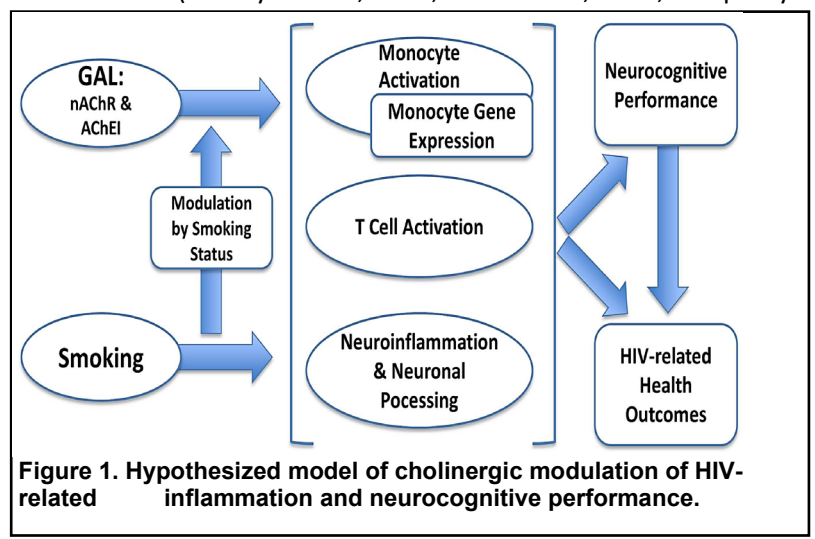 GAL:
nAChR &
AChEI
Modulation
by Smoking
Status
Smoking
Monocyte
Activation
Monocyte Gene
Expression
T Cell Activation
Neuroinflammation
& Neuronal
Pocessing
Neurocognitive
Performance
HIV-related
Health
Outcomes
Figure 1. Hypothesized model of cholinergic modulation of HIV-
related inflammation and neurocognitive performance.